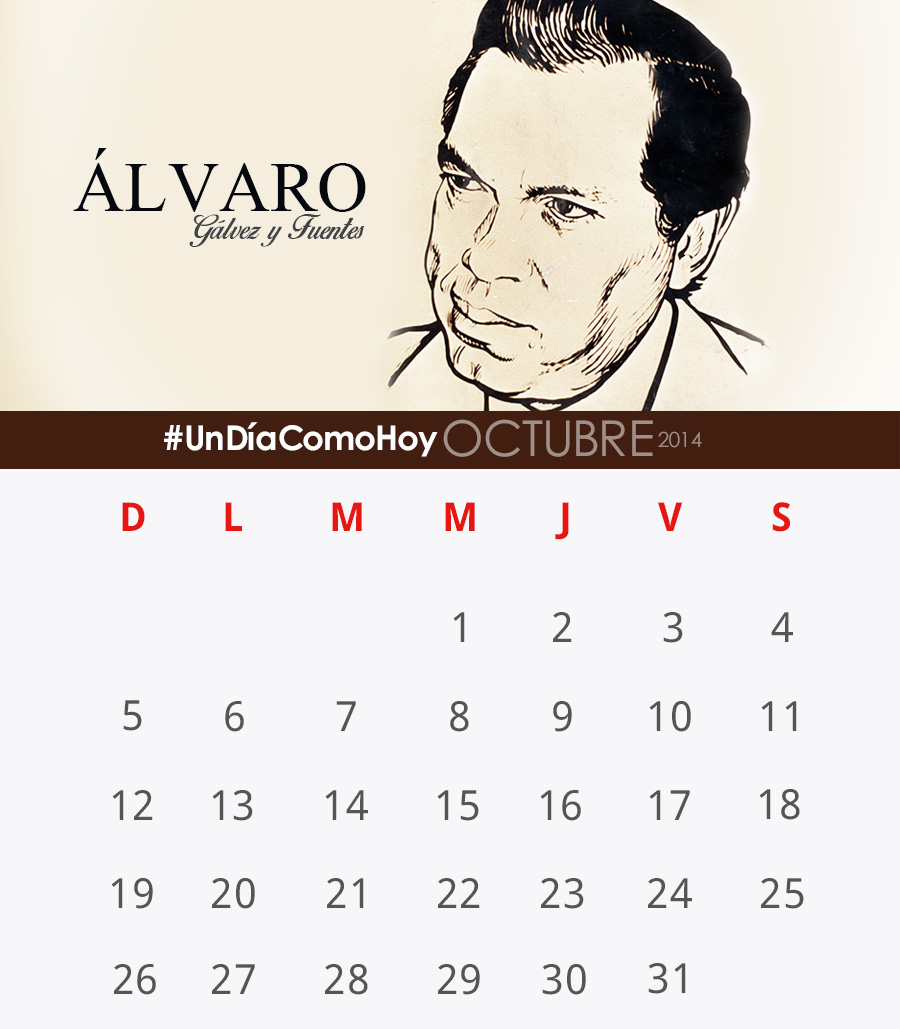 ÁLVARO
Gálvez y Fuentes
#UnDíaComoHoy OCTUBRE 2014
D L M M J V S
1 2 3 4
5 6 7 8 9 10 11
12 13 14 15 16 17 18
19 20 21 22 23 24 25
26 27 28 29 30 31